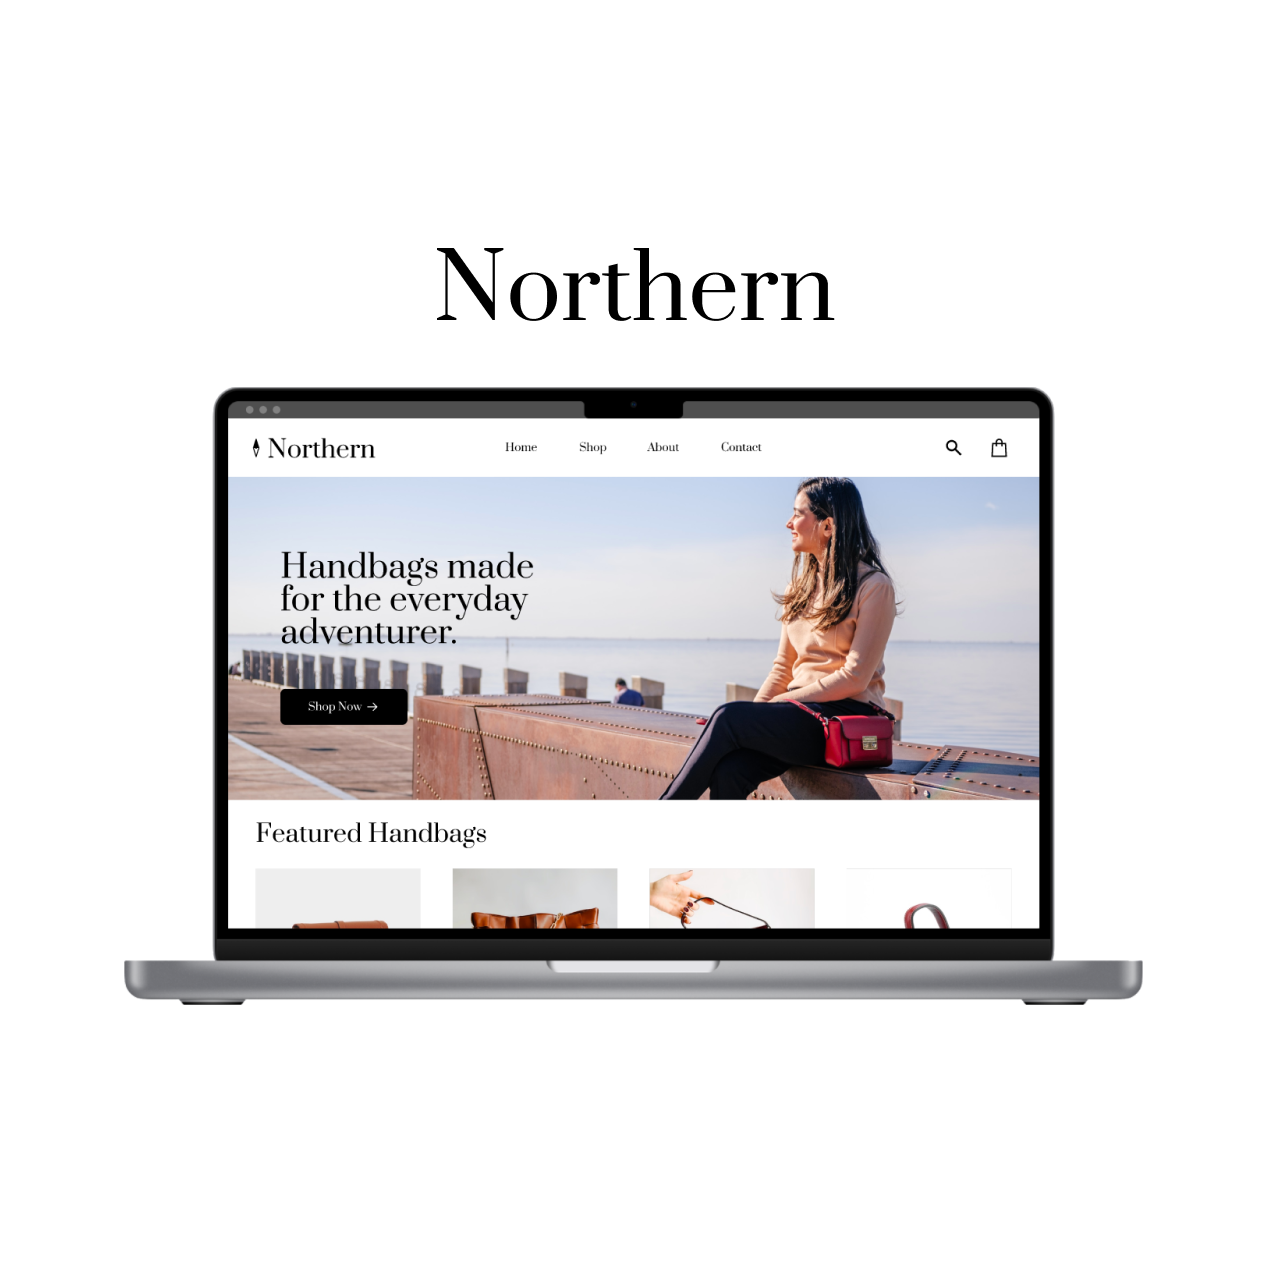 Northern
Northern
Home Shop About Contact
Handbags made
for the everyday
adventurer.
Shop Now →
Featured Handbags